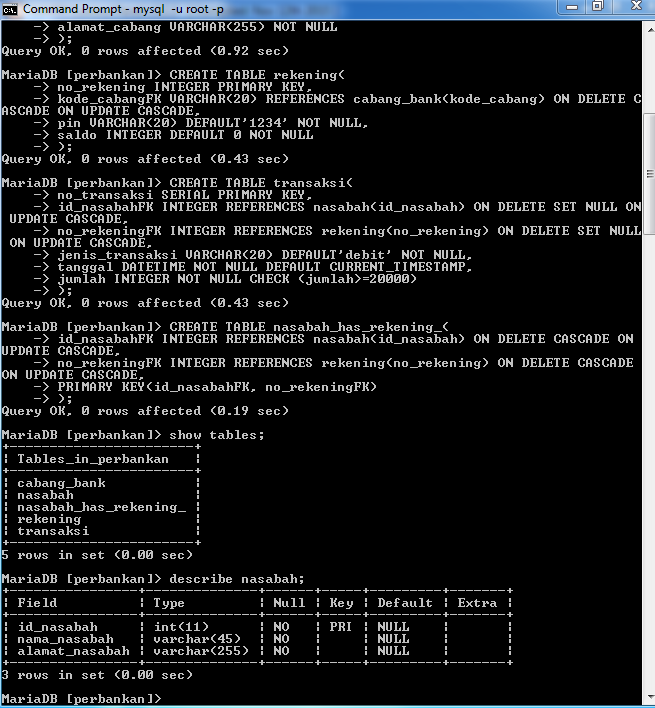 Command Prompt - mysql -u root -p
    -> alamat_cabang VARCHAR(255) NOT NULL
    -> );
Query OK, 0 rows affected (0.92 sec)
MariaDB [perbankan]> CREATE TABLE rekening(
    -> no_rekening INTEGER PRIMARY KEY,
    -> kode_cabangFK VARCHAR(20) REFERENCES cabang_bank(kode_cabang) ON DELETE C
ASCADE ON UPDATE CASCADE,
    -> pin VARCHAR(20) DEFAULT'1234' NOT NULL,
    -> saldo INTEGER DEFAULT 0 NOT NULL
    -> );
Query OK, 0 rows affected (0.43 sec)
MariaDB [perbankan]> CREATE TABLE transaksi(
    -> no_transaksi SERIAL PRIMARY KEY,
    -> id_nasabahFK INTEGER REFERENCES nasabah(id_nasabah) ON DELETE SET NULL ON
 UPDATE CASCADE,
    -> no_rekeningFK INTEGER REFERENCES rekening(no_rekening) ON DELETE SET NULL
 ON UPDATE CASCADE,
    -> jenis_transaksi VARCHAR(20) DEFAULT'debit' NOT NULL,
    -> tanggal DATETIME NOT NULL DEFAULT CURRENT_TIMESTAMP,
    -> jumlah INTEGER NOT NULL CHECK (jumlah>=20000)
    -> );
Query OK, 0 rows affected (0.43 sec)
MariaDB [perbankan]> CREATE TABLE nasabah_has_rekening_(
    -> id_nasabahFK INTEGER REFERENCES nasabah(id_nasabah) ON DELETE CASCADE ON
UPDATE CASCADE,
    -> no_rekeningFK INTEGER REFERENCES rekening(no_rekening) ON DELETE CASCADE
ON UPDATE CASCADE,
    -> PRIMARY KEY(id_nasabahFK, no_rekeningFK)
    -> );
Query OK, 0 rows affected (0.19 sec)
MariaDB [perbankan]> show tables;
+-----------------------+
| Tables_in_perbankan   |
+-----------------------+
| cabang_bank           |
| nasabah               |
| nasabah_has_rekening_ |
| rekening              |
| transaksi             |
+-----------------------+
5 rows in set (0.00 sec)
MariaDB [perbankan]> describe nasabah;
+----------------+--------------+------+-----+---------+-------+
| Field          | Type         | Null | Key | Default | Extra |
+----------------+--------------+------+-----+---------+-------+
| id_nasabah     | int(11)      | NO   | PRI | NULL    |       |
| nama_nasabah   | varchar(45)  | NO   |     | NULL    |       |
| alamat_nasabah | varchar(255) | NO   |     | NULL    |       |
+----------------+--------------+------+-----+---------+-------+
3 rows in set (0.00 sec)
MariaDB [perbankan]>